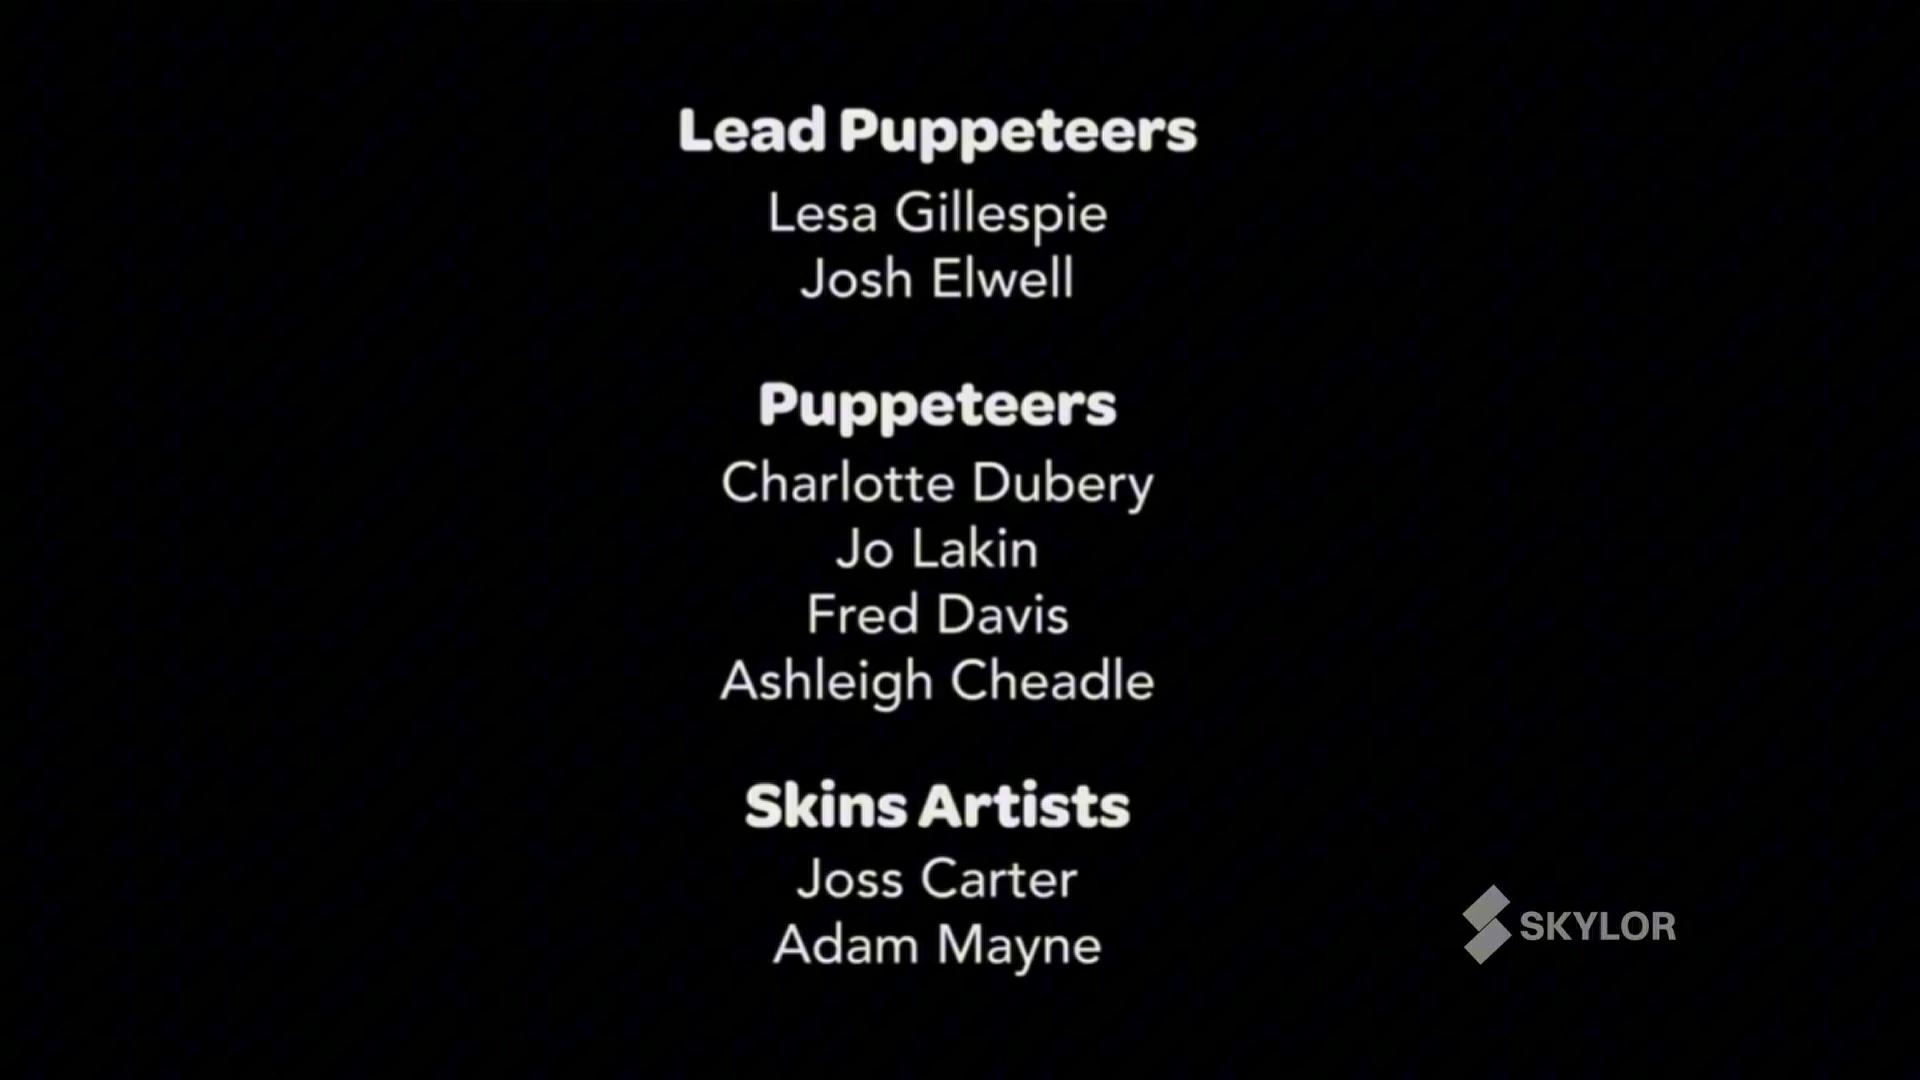 Lead Puppeteers
Lesa Gillespie
Josh Elwell
Puppeteers
Charlotte Dubery
Jo Lakin
Fred Davis
Ashleigh Cheadle
Skins Artists
Joss Carter
Adam Mayne
SKYLOR